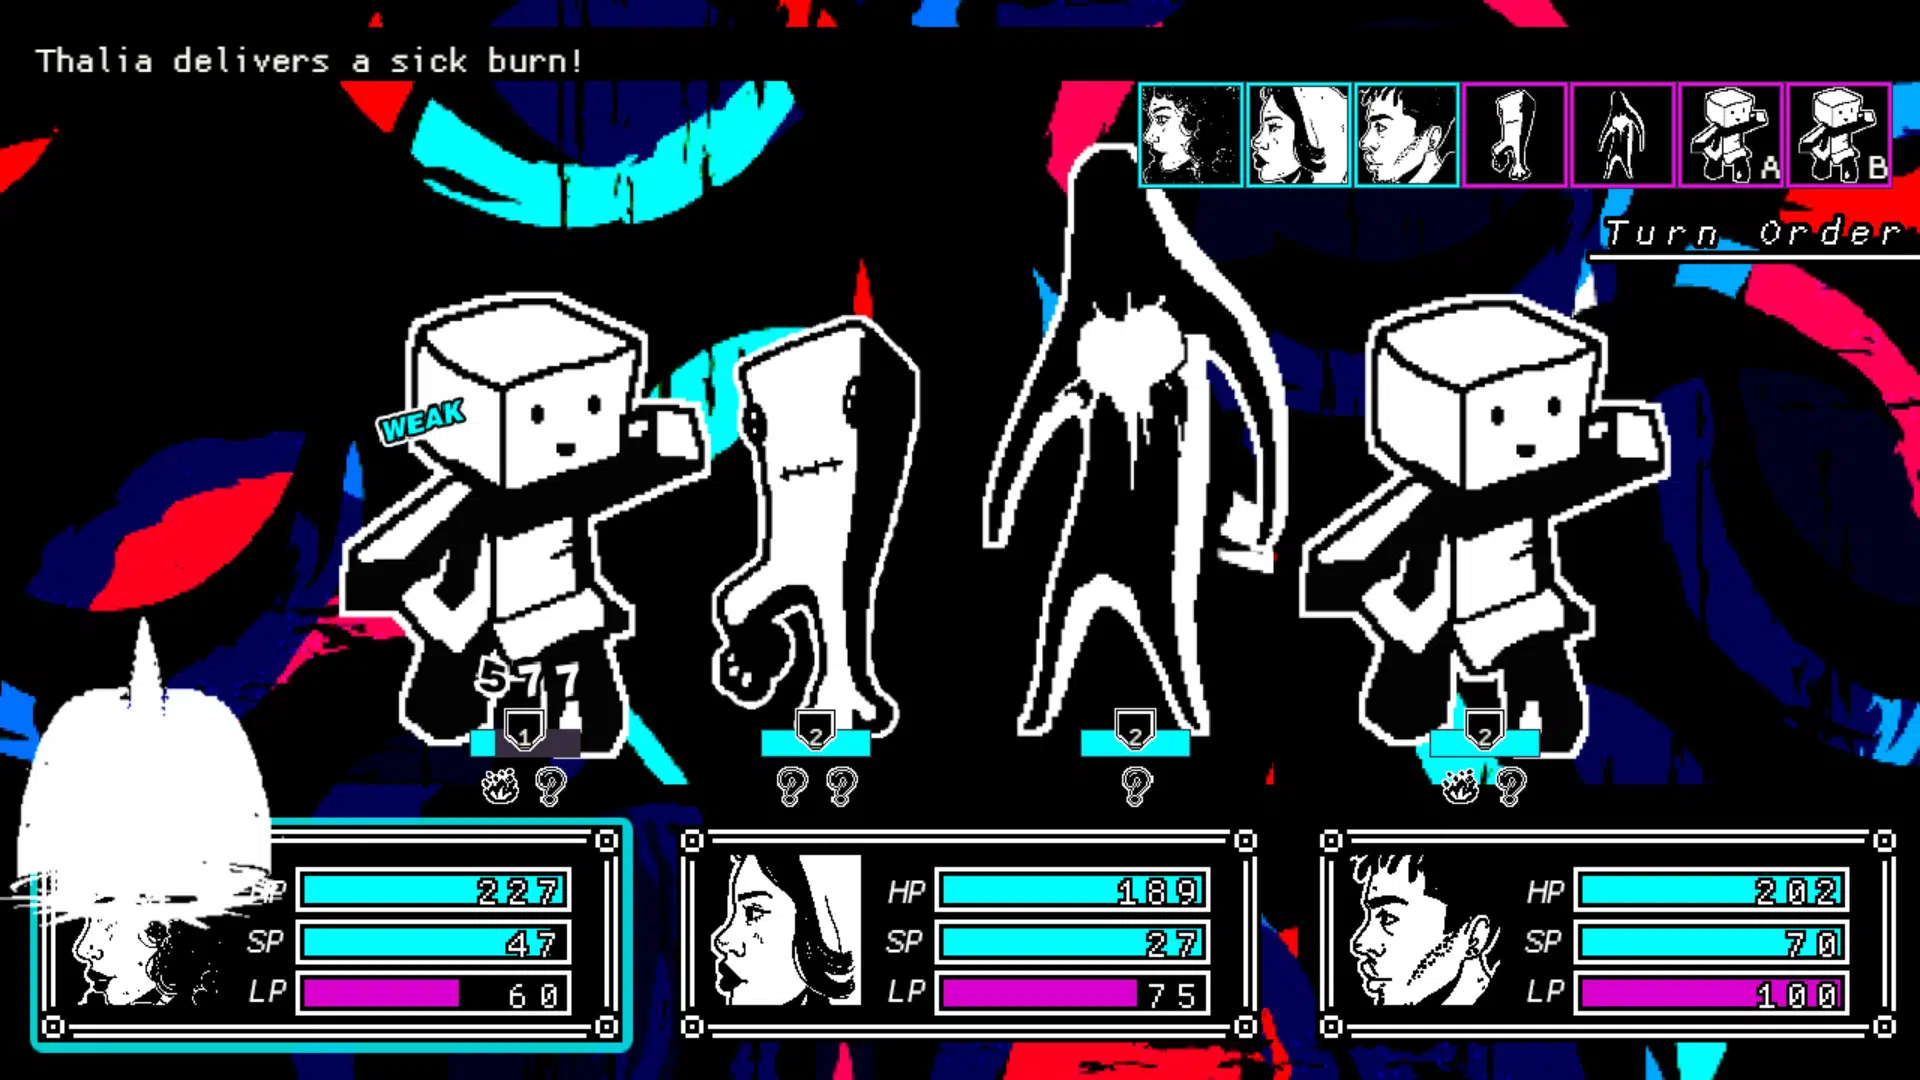 Thalia delivers a sick burn!
A
B
Turn Order
WEAK
577
1
2
2
2
? ? ? ? ?
HP 227
SP 47
LP 60
HP 189
SP 27
LP 75
HP 202
SP 70
LP 100